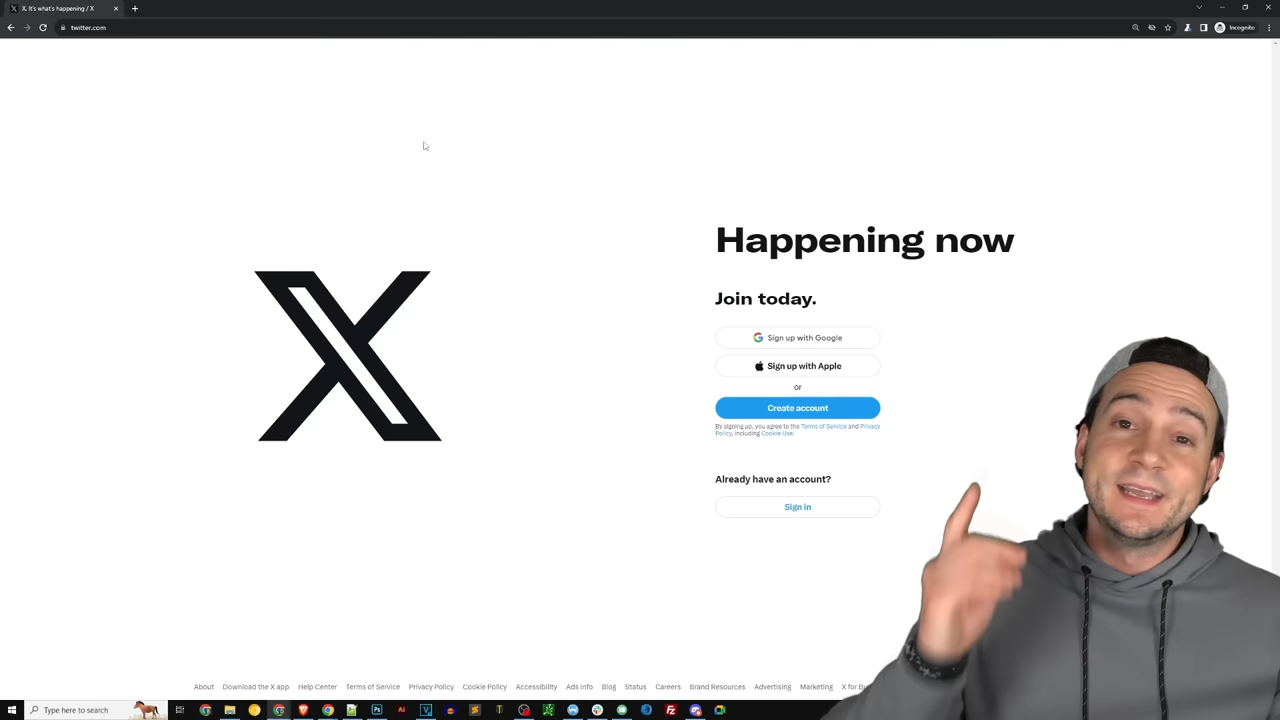 X. It's what's happening / X
twitter.com
Incognito
Happening now
Join today.
Sign up with Google
Sign up with Apple
or
Create account
By signing up, you agree to the Terms of Service and Privacy
Policy, including Cookie Use.
Already have an account?
Sign in
About Download the X app Help Center Terms of Service Privacy Policy Cookie Policy Accessibility Ads info Blog Status Careers Brand Resources Advertising Marketing X for Bu
Type here to search